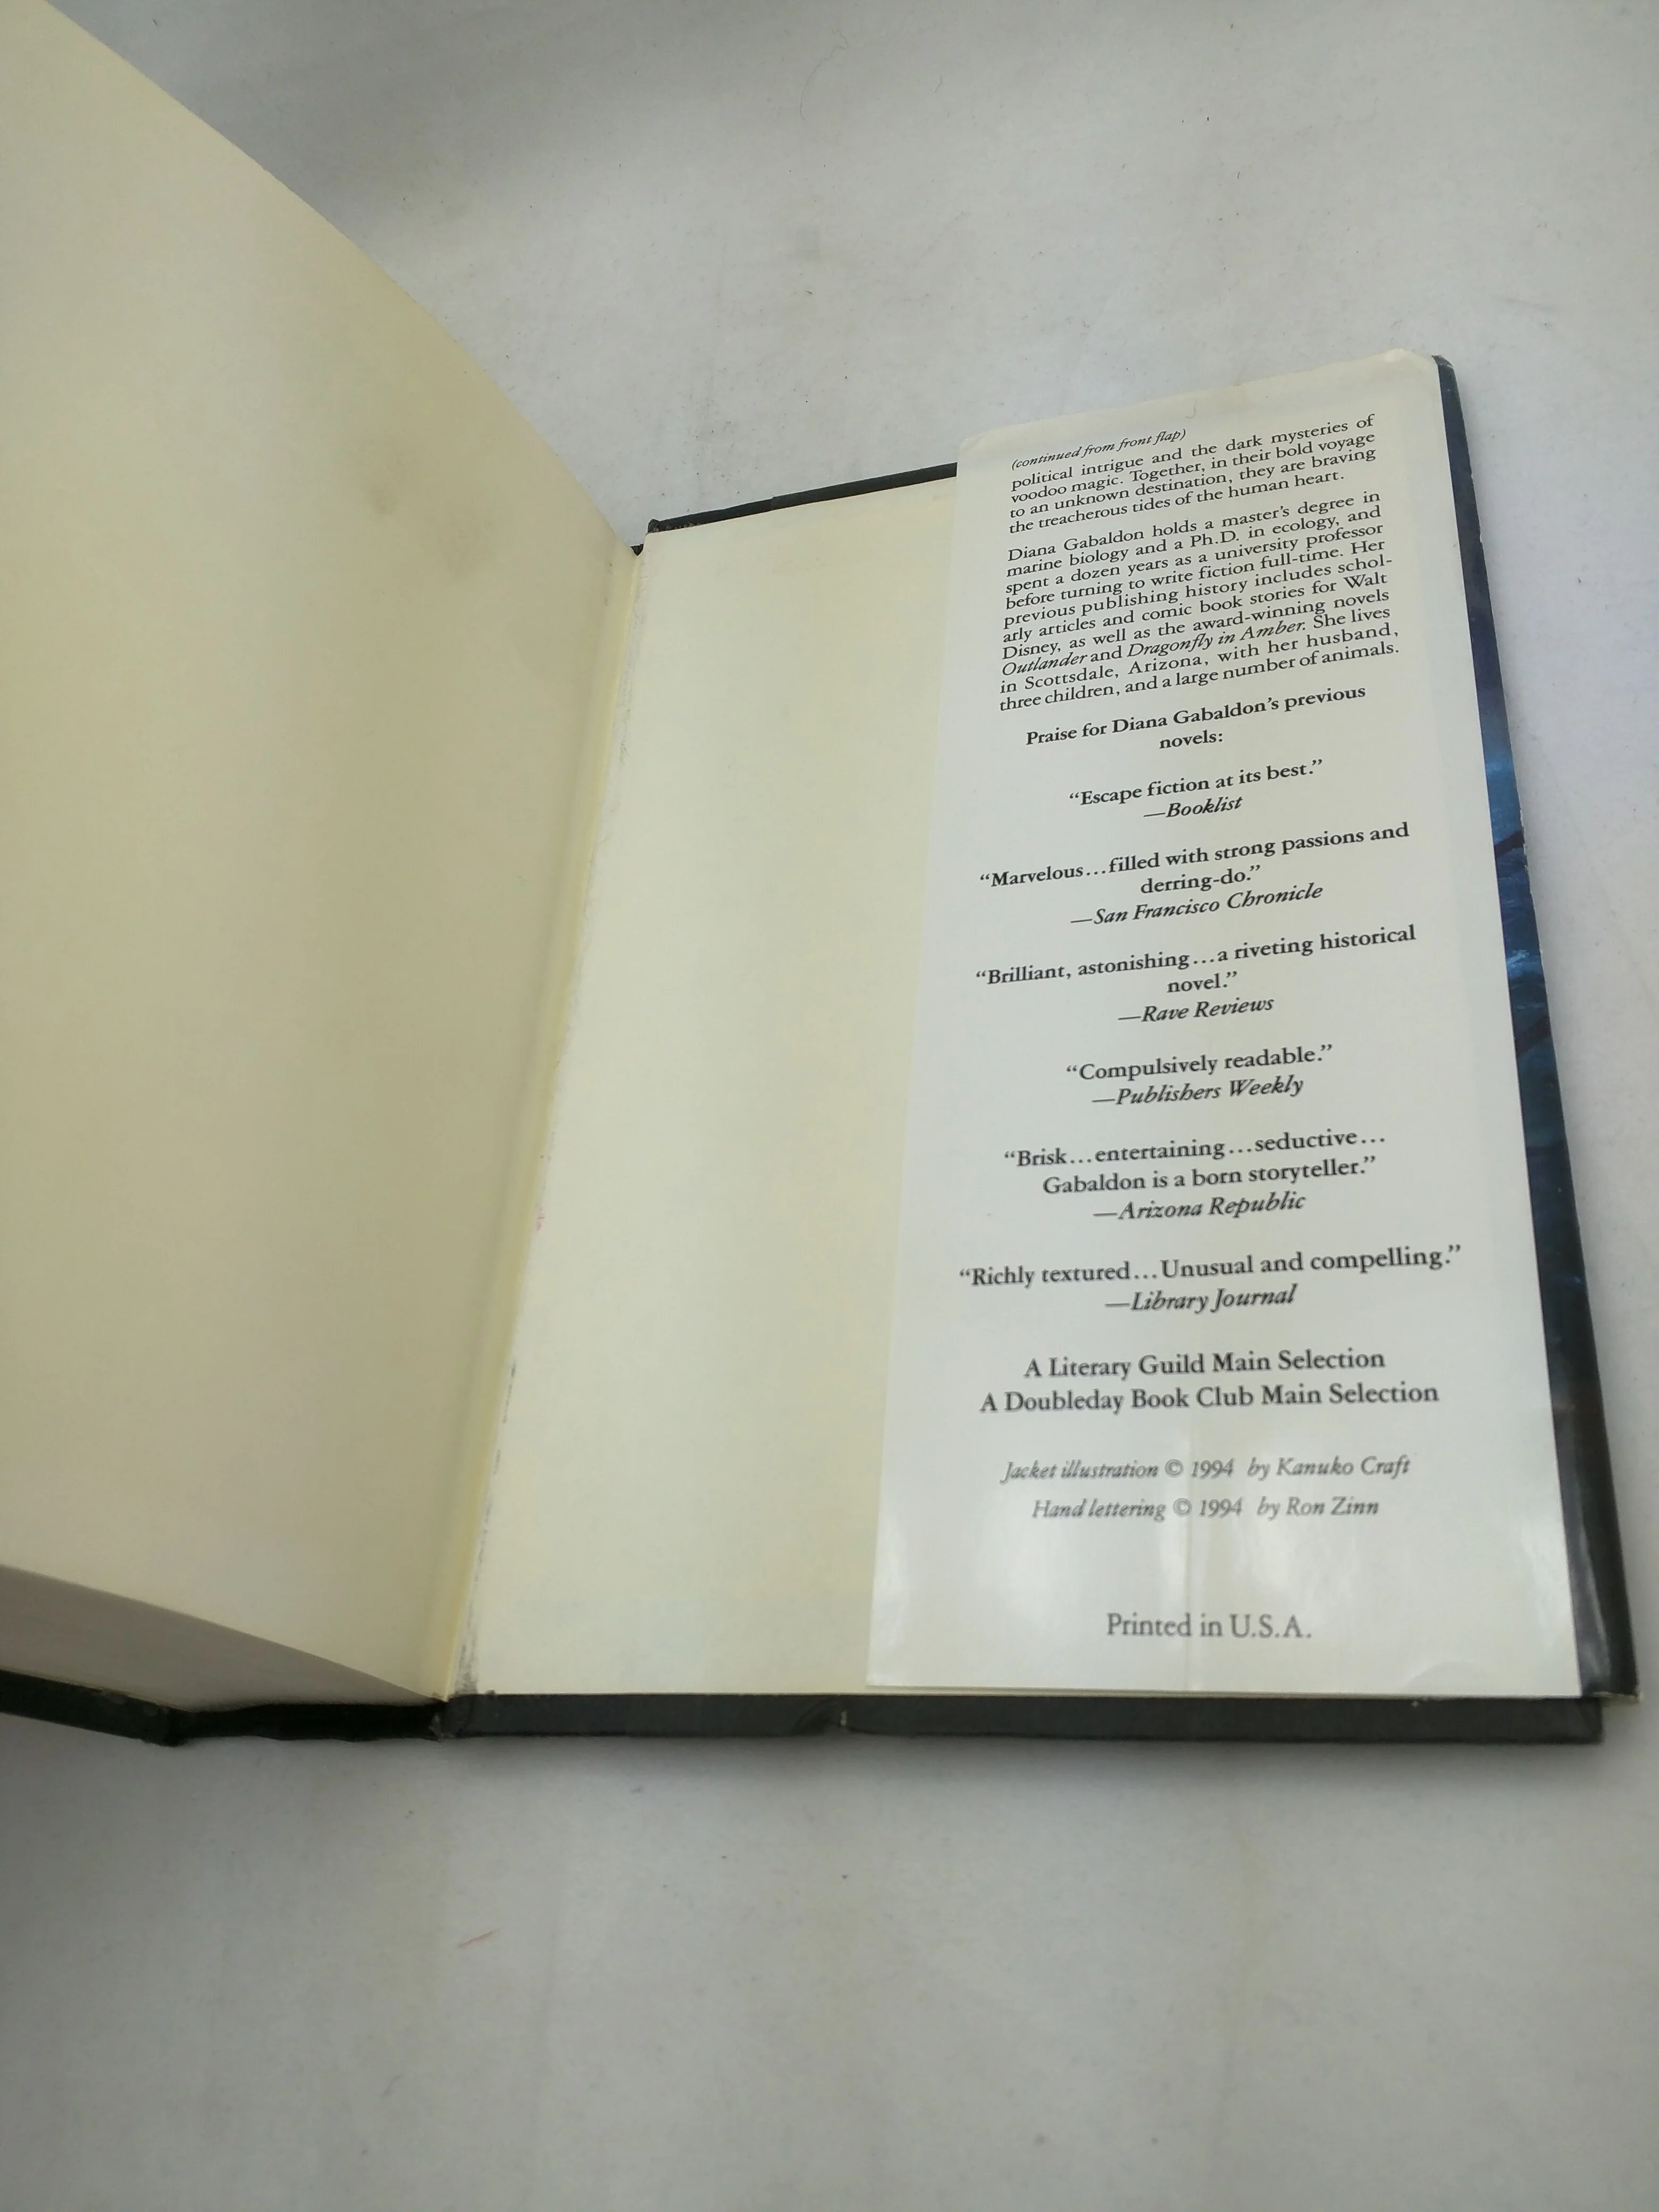 (continued from front flap)
political intrigue and the dark mysteries of
voodoo magic. Together, in their bold voyage
to an unknown destination, they are braving
the treacherous tides of the human heart.
Diana Gabaldon holds a master's degree in
marine biology and a Ph.D. in ecology, and
spent a dozen years as a university professor
before turning to write fiction full-time. Her
previous publishing history includes schol-
arly articles and comic book stories for Walt
Disney, as well as the award-winning novels
Outlander and Dragonfly in Amber. She lives
in Scottsdale, Arizona, with her husband,
three children, and a large number of animals.
Praise for Diana Gabaldon's previous
novels:
“Escape fiction at its best.”
—Booklist
“Marvelous...filled with strong passions and
derring-do.”
—San Francisco Chronicle
“Brilliant, astonishing...a riveting historical
novel.”
—Rave Reviews
“Compulsively readable.”
—Publishers Weekly
“Brisk...entertaining...seductive...
Gabaldon is a born storyteller.”
—Arizona Republic
“Richly textured...Unusual and compelling.”
—Library Journal
A Literary Guild Main Selection
A Doubleday Book Club Main Selection
Jacket illustration © 1994 by Kanuko Craft
Hand lettering © 1994 by Ron Zinn
Printed in U.S.A.